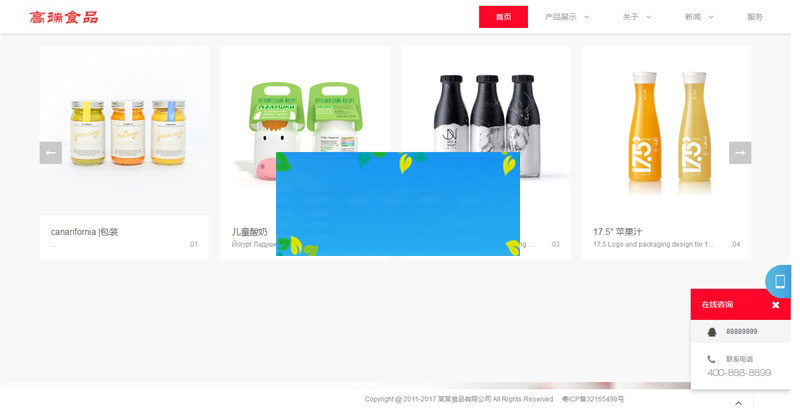 高瑞食品
首页 产品展示 关于 新闻 服务
17.5°
canarifornia |包装
... .01
儿童酸奶
Йогурт Ладушк
ng ... .03
17.5° 苹果汁
17.5 Logo and packaging design for 1... .04
在线咨询
88889999
联系电话
400-888-8899
Copyright @ 2011-2017 某某食品有限公司 All Rights Reserved 粤ICP备32165498号